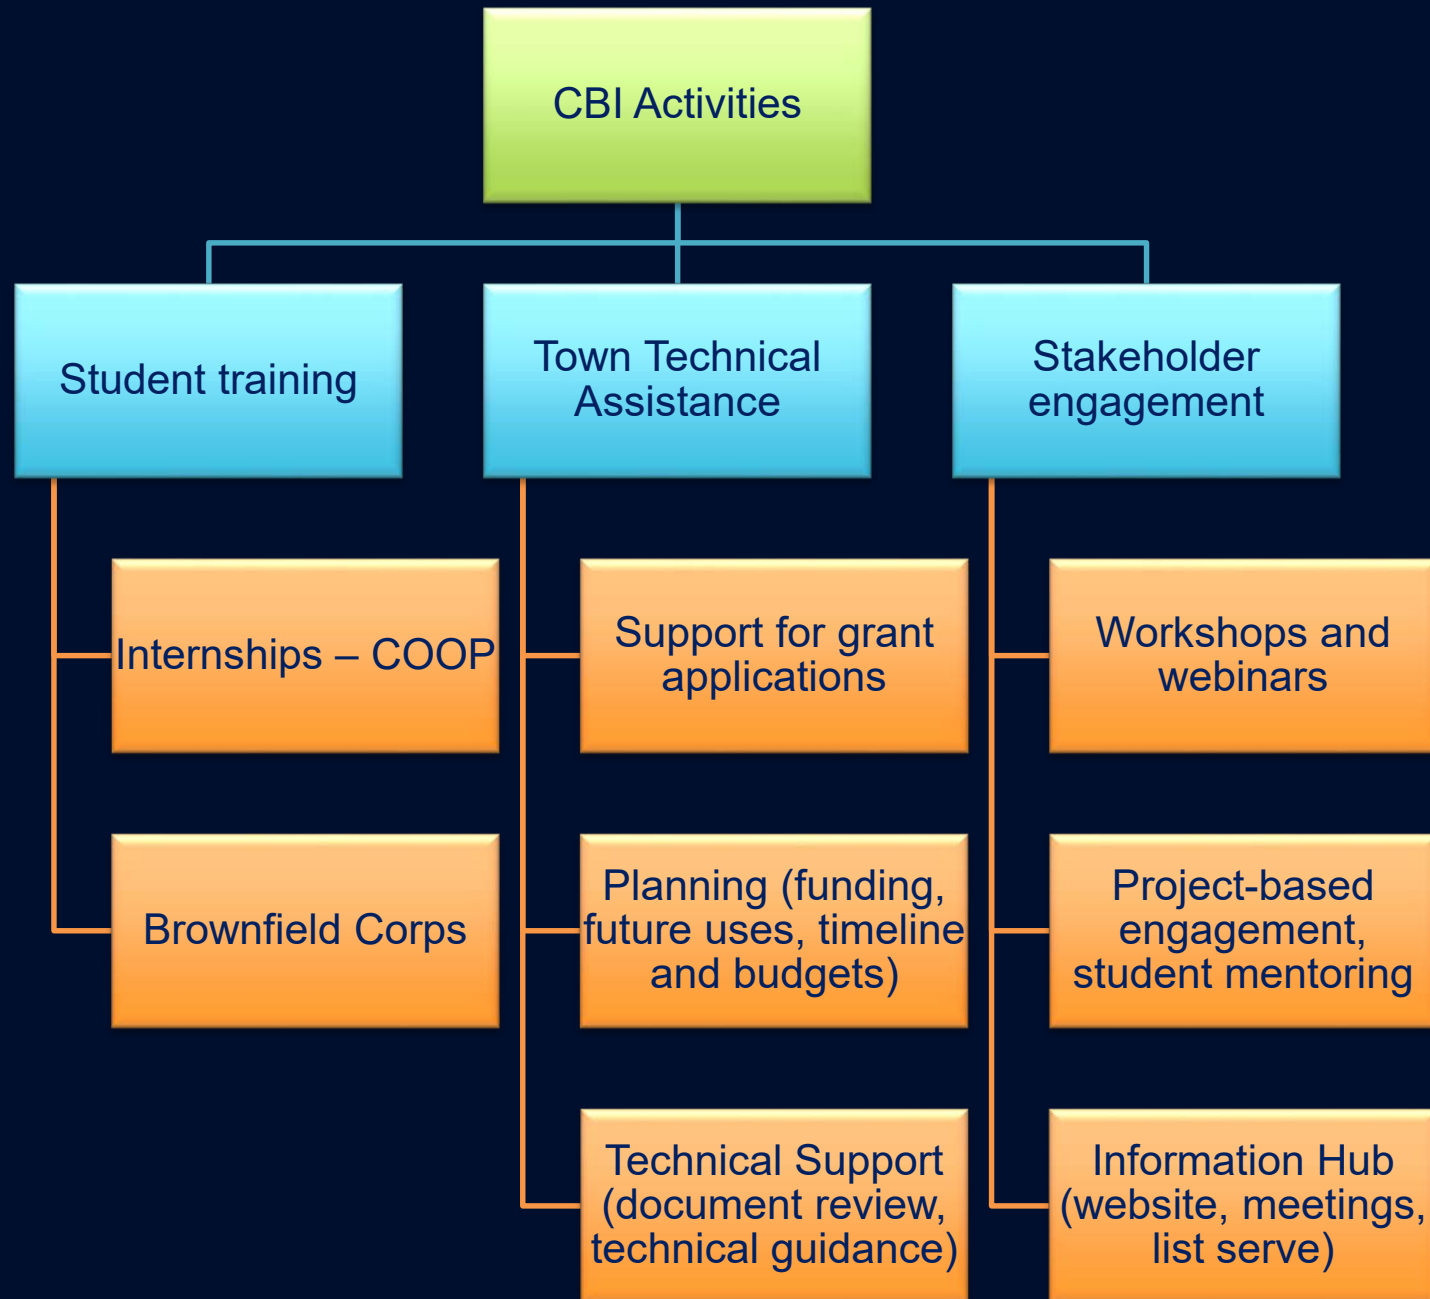 CBI Activities
Student training
Town Technical
Assistance
Stakeholder
engagement
Internships – COOP
Support for grant
applications
Workshops and
webinars
Brownfield Corps
Planning (funding,
future uses, timeline
and budgets)
Project-based
engagement,
student mentoring
Technical Support
(document review,
technical guidance)
Information Hub
(website, meetings,
list serve)